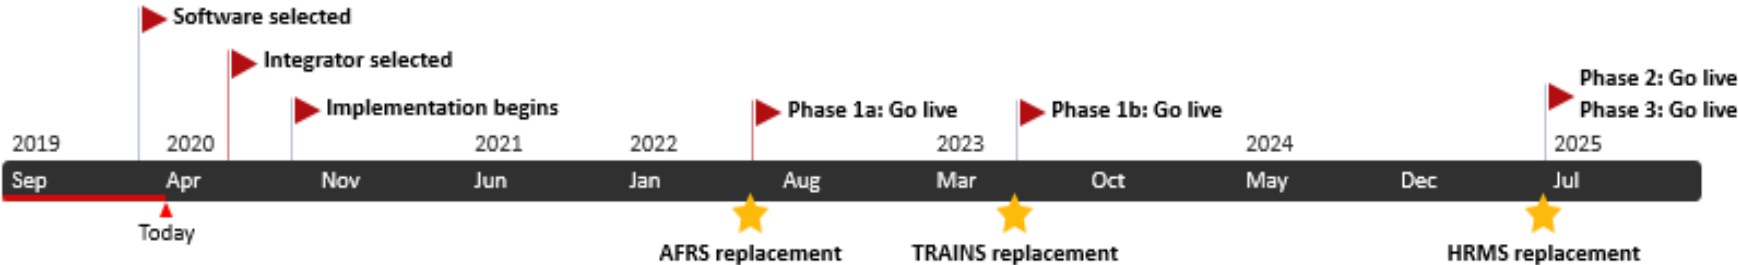 Software selected
Integrator selected
Phase 2: Go live
Implementation begins
Phase 1a: Go live
Phase 1b: Go live
Phase 3: Go live
2019 2020 2021 2022 2023 2024 2025
Sep Apr Nov Jun Jan Aug Mar Oct May Dec Jul
Today
AFRS replacement TRAINS replacement HRMS replacement